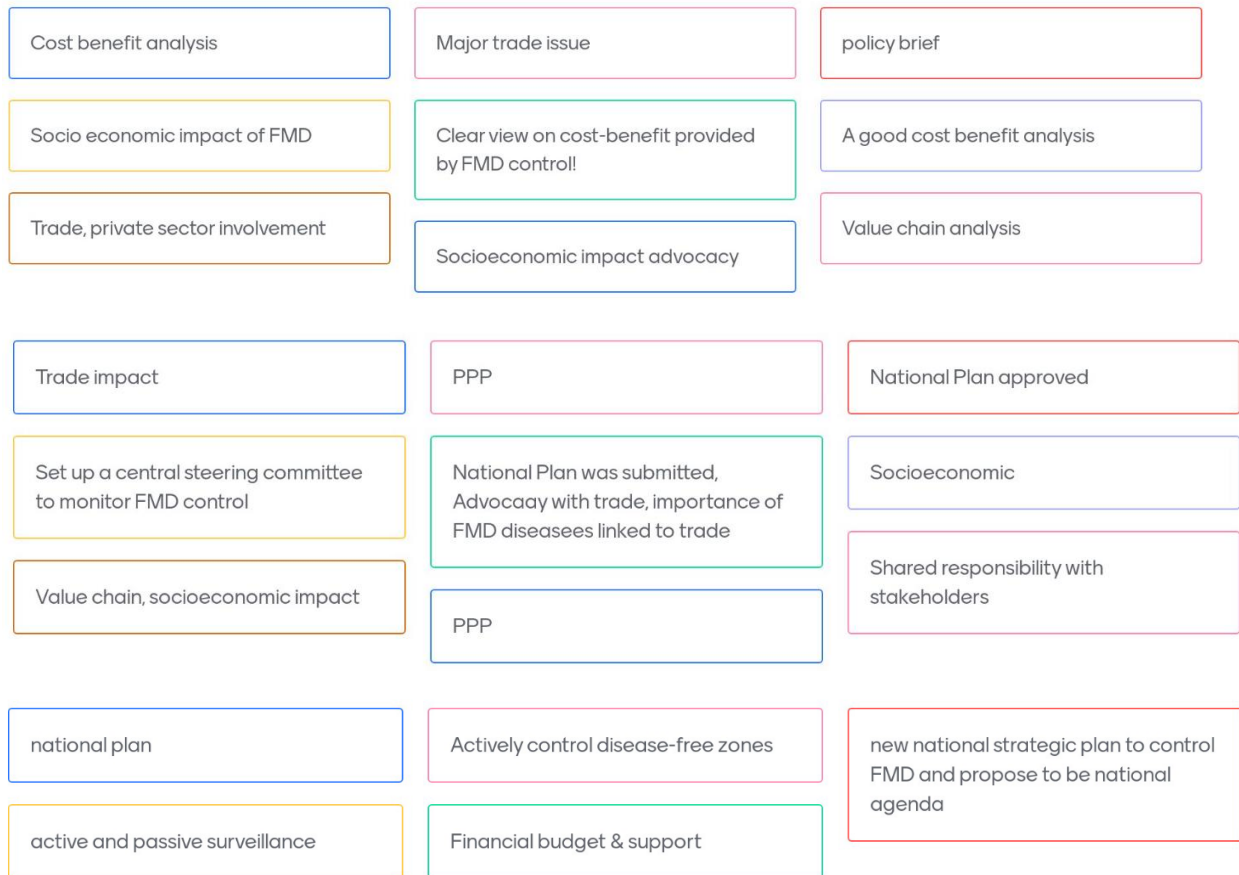 Cost benefit analysis
Major trade issue
policy brief
Socio economic impact of FMD
Clear view on cost-benefit provided
by FMD control!
A good cost benefit analysis
Trade, private sector involvement
Socioeconomic impact advocacy
Value chain analysis
Trade impact
PPP
National Plan approved
Set up a central steering committee
to monitor FMD control
National Plan was submitted,
Advocaay with trade, importance of
FMD diseasees linked to trade
Socioeconomic
Value chain, socioeconomic impact
PPP
Shared responsibility with
stakeholders
national plan
Actively control disease-free zones
new national strategic plan to control
FMD and propose to be national
agenda
active and passive surveillance
Financial budget & support